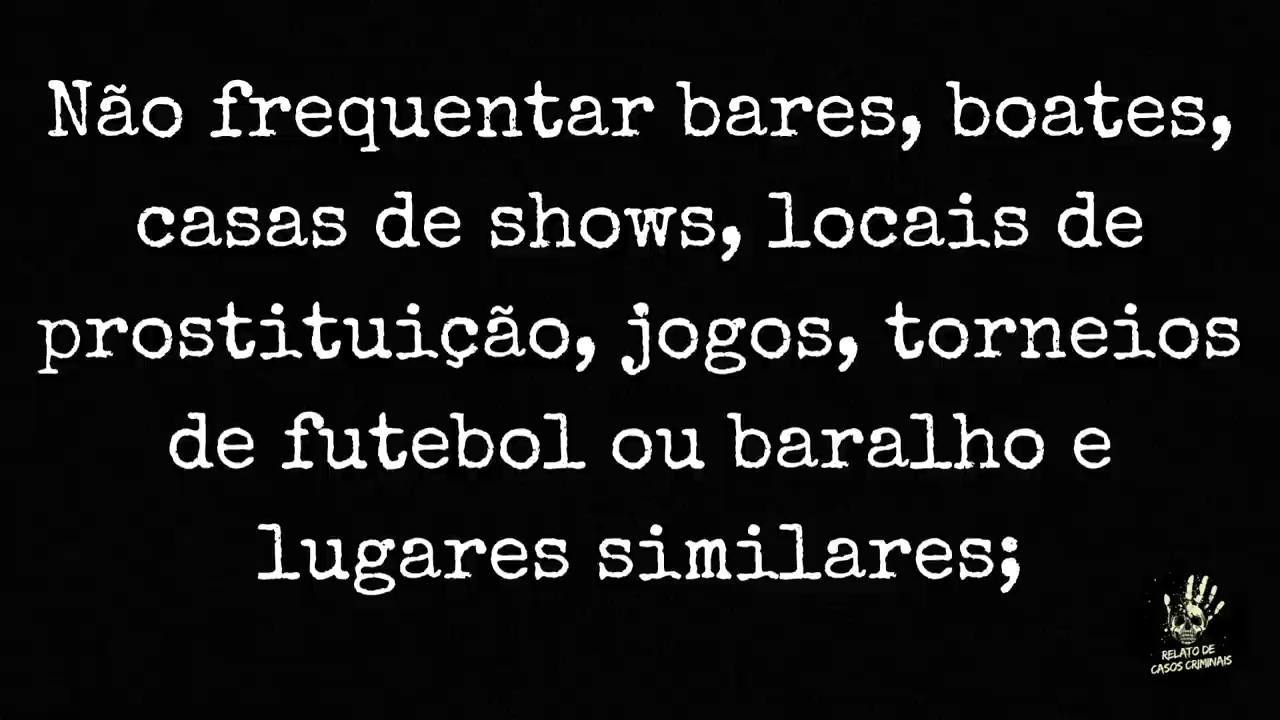 Não frequentar bares, boates,
casas de shows, locais de
prostituição, jogos, torneios
de futebol ou baralho e
lugares similares;
RELATO DE
CASOS CRIMINAIS